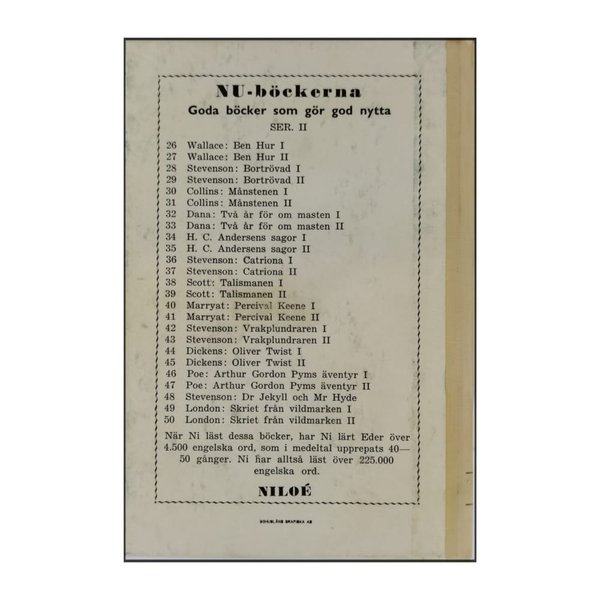 NU-böckerna
Goda böcker som gör god nytta
SER. II
26 Wallace: Ben Hur I
27 Wallace: Ben Hur II
28 Stevenson: Bortrövad I
29 Stevenson: Bortrövad II
30 Collins: Månstenen I
31 Collins: Månstenen II
32 Dana: Två år för om masten I
33 Dana: Två år för om masten II
34 H. C. Andersens sagor I
35 H. C. Andersens sagor II
36 Stevenson: Catriona I
37 Stevenson: Catriona II
38 Scott: Talismanen I
39 Scott: Talismanen II
40 Marryat: Percival Keene I
41 Marryat: Percival Keene II
42 Stevenson: Vrakplundraren I
43 Stevenson: Vrakplundraren II
44 Dickens: Oliver Twist I
45 Dickens: Oliver Twist II
46 Poe: Arthur Gordon Pyms äventyr I
47 Poe: Arthur Gordon Pyms äventyr II
48 Stevenson: Dr Jekyll och Mr Hyde
49 London: Skriet från vildmarken I
50 London: Skriet från vildmarken II
När Ni läst dessa böcker, har Ni lärt Eder över
4.500 engelska ord, som i medeltal upprepats 40—
50 gånger. Ni har alltså läst över 225.000
engelska ord.
NILOÉ
BOHUSLÄNS GRAFISKA AB